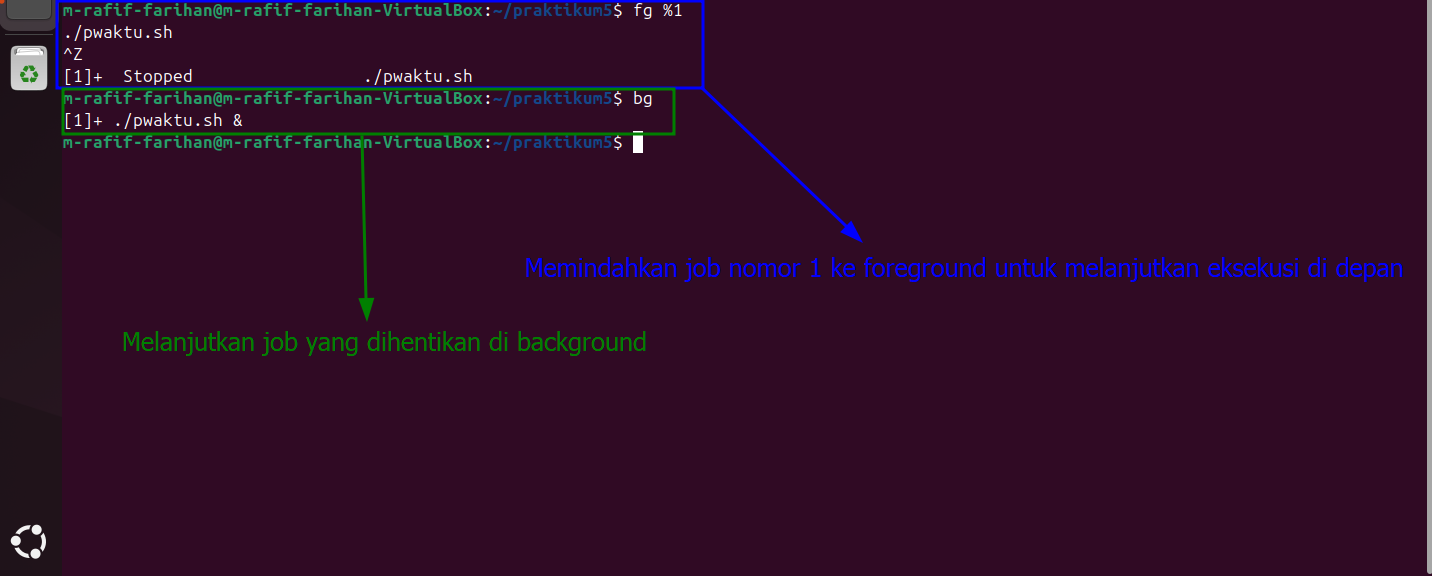 m-rafif-farihan@m-rafif-farihan-VirtualBox:~/praktikum5$ fg %1
./pwaktu.sh
^Z
[1]+  Stopped                 ./pwaktu.sh
m-rafif-farihan@m-rafif-farihan-VirtualBox:~/praktikum5$ bg
[1]+ ./pwaktu.sh &
m-rafif-farihan@m-rafif-farihan-VirtualBox:~/praktikum5$
Memindahkan job nomor 1 ke foreground untuk melanjutkan eksekusi di depan
Melanjutkan job yang dihentikan di background